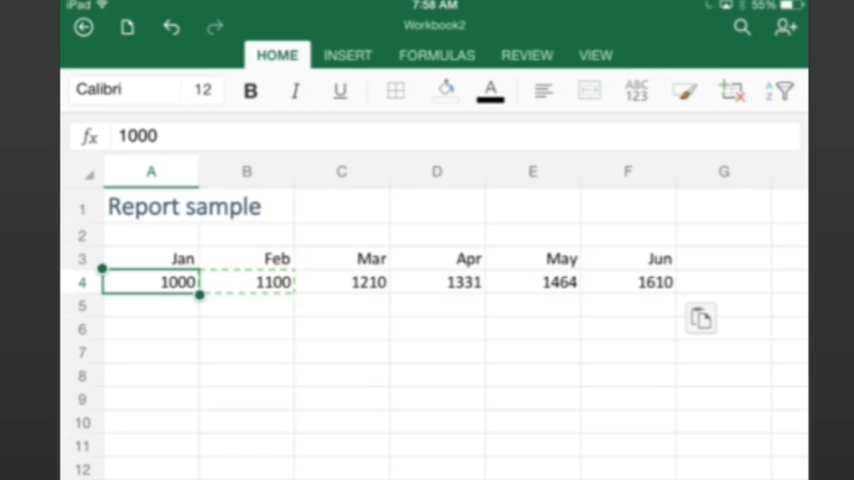 iPad 7:58 AM 55%
Workbook2
HOME INSERT FORMULAS REVIEW VIEW
Calibri 12 B I U A ABC 123 A Z
fx 1000
A B C D E F G
1 Report sample
2
3 Jan Feb Mar Apr May Jun
4 1000 1100 1210 1331 1464 1610
5
6
7
8
9
10
11
12